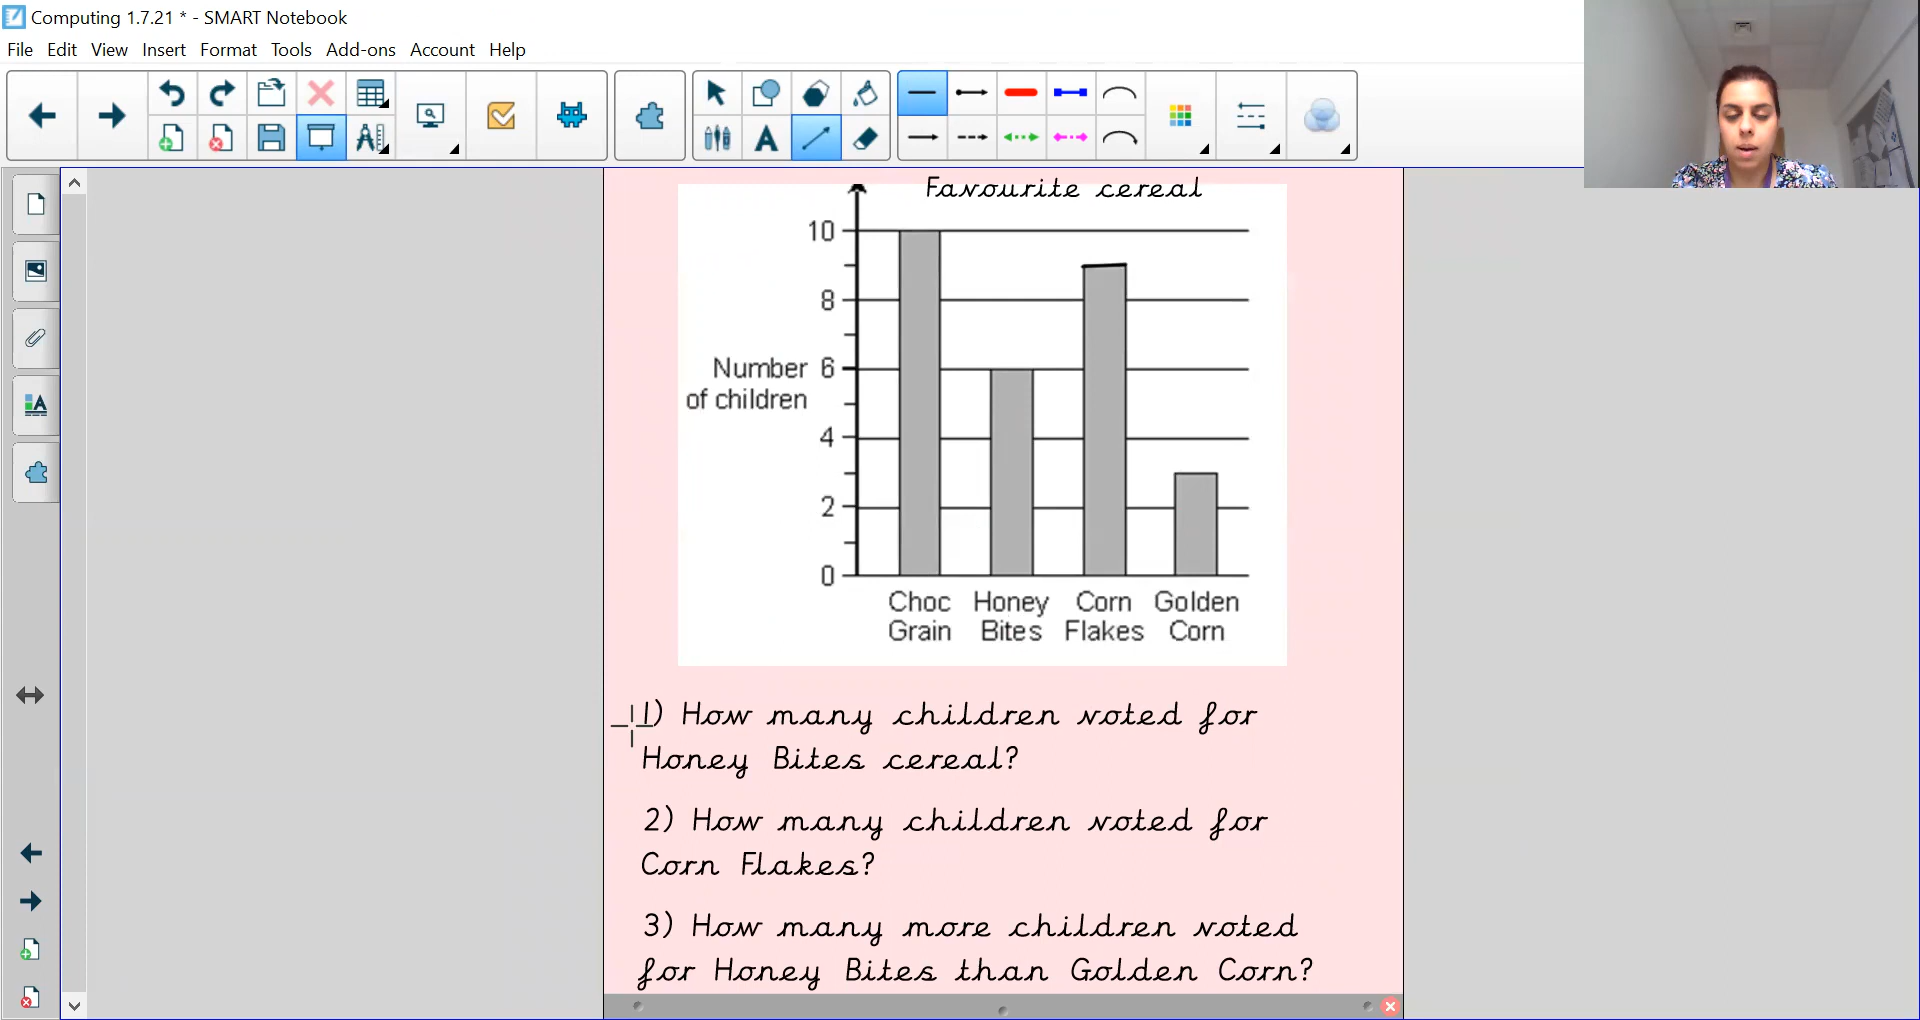 Computing 1.7.21 * - SMART Notebook
File Edit View Insert Format Tools Add-ons Account Help
Favourite cereal
10
8
Number 6
of children
4
2
0
Choc Honey Corn Golden
Grain Bites Flakes Corn
1) How many children voted for
Honey Bites cereal?
2) How many children voted for
Corn Flakes?
3) How many more children voted
for Honey Bites than Golden Corn?